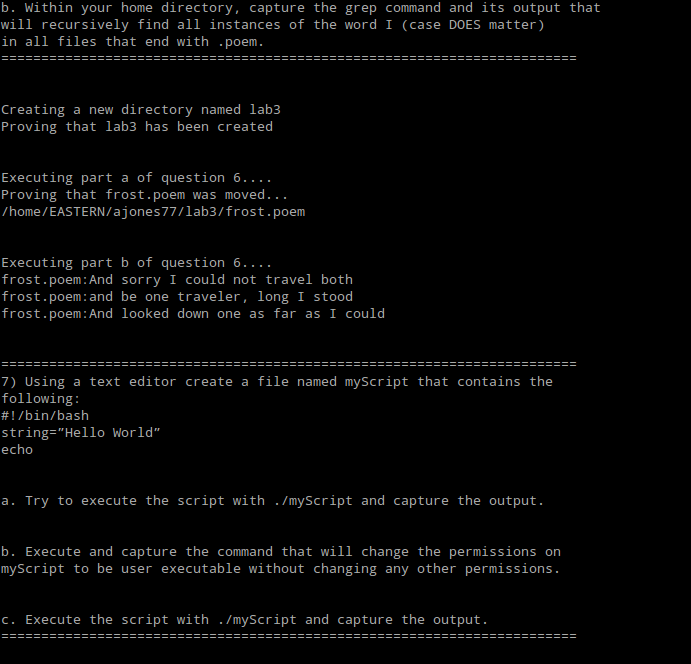 b. Within your home directory, capture the grep command and its output that
will recursively find all instances of the word I (case DOES matter)
in all files that end with .poem.
========================================================================
Creating a new directory named lab3
Proving that lab3 has been created
Executing part a of question 6....
Proving that frost.poem was moved...
/home/EASTERN/ajones77/lab3/frost.poem
Executing part b of question 6....
frost.poem:And sorry I could not travel both
frost.poem:and be one traveler, long I stood
frost.poem:And looked down one as far as I could
========================================================================
7) Using a text editor create a file named myScript that contains the
following:
#!/bin/bash
string=”Hello World”
echo
a. Try to execute the script with ./myScript and capture the output.
b. Execute and capture the command that will change the permissions on
myScript to be user executable without changing any other permissions.
c. Execute the script with ./myScript and capture the output.
========================================================================